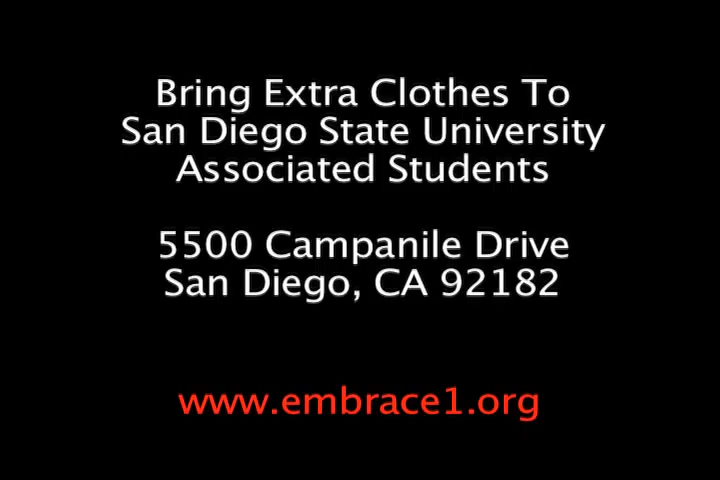 Bring Extra Clothes To
San Diego State University
Associated Students
5500 Campanile Drive
San Diego, CA 92182
www.embrace1.org